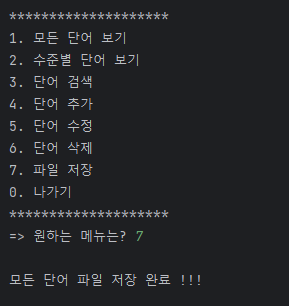 ********************
1. 모든 단어 보기
2. 수준별 단어 보기
3. 단어 검색
4. 단어 추가
5. 단어 수정
6. 단어 삭제
7. 파일 저장
0. 나가기
********************
=> 원하는 메뉴는? 7
모든 단어 파일 저장 완료 !!!